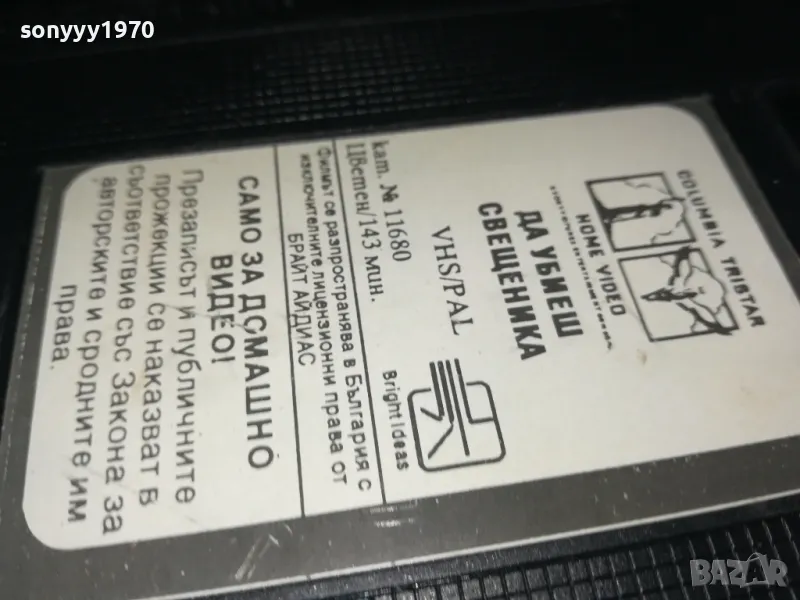 sonyyy1970
COLUMBIA TRISTAR
HOME VIDEO
ДА УБИЕШ
СВЕЩЕНИКА
VHS/PAL
Bright Ideas
кат. № 11680
Цветен/143 мин.
Филмът се разпространява в България с
изключителните лицензионни права от
БРАЙТ АЙДИАС
САМО ЗА ДОМАШНО
ВИДЕО!
Презаписът и публичните
прожекции се наказват в
съответствие със Закона за
авторските и сродните им
права.
BAZAR